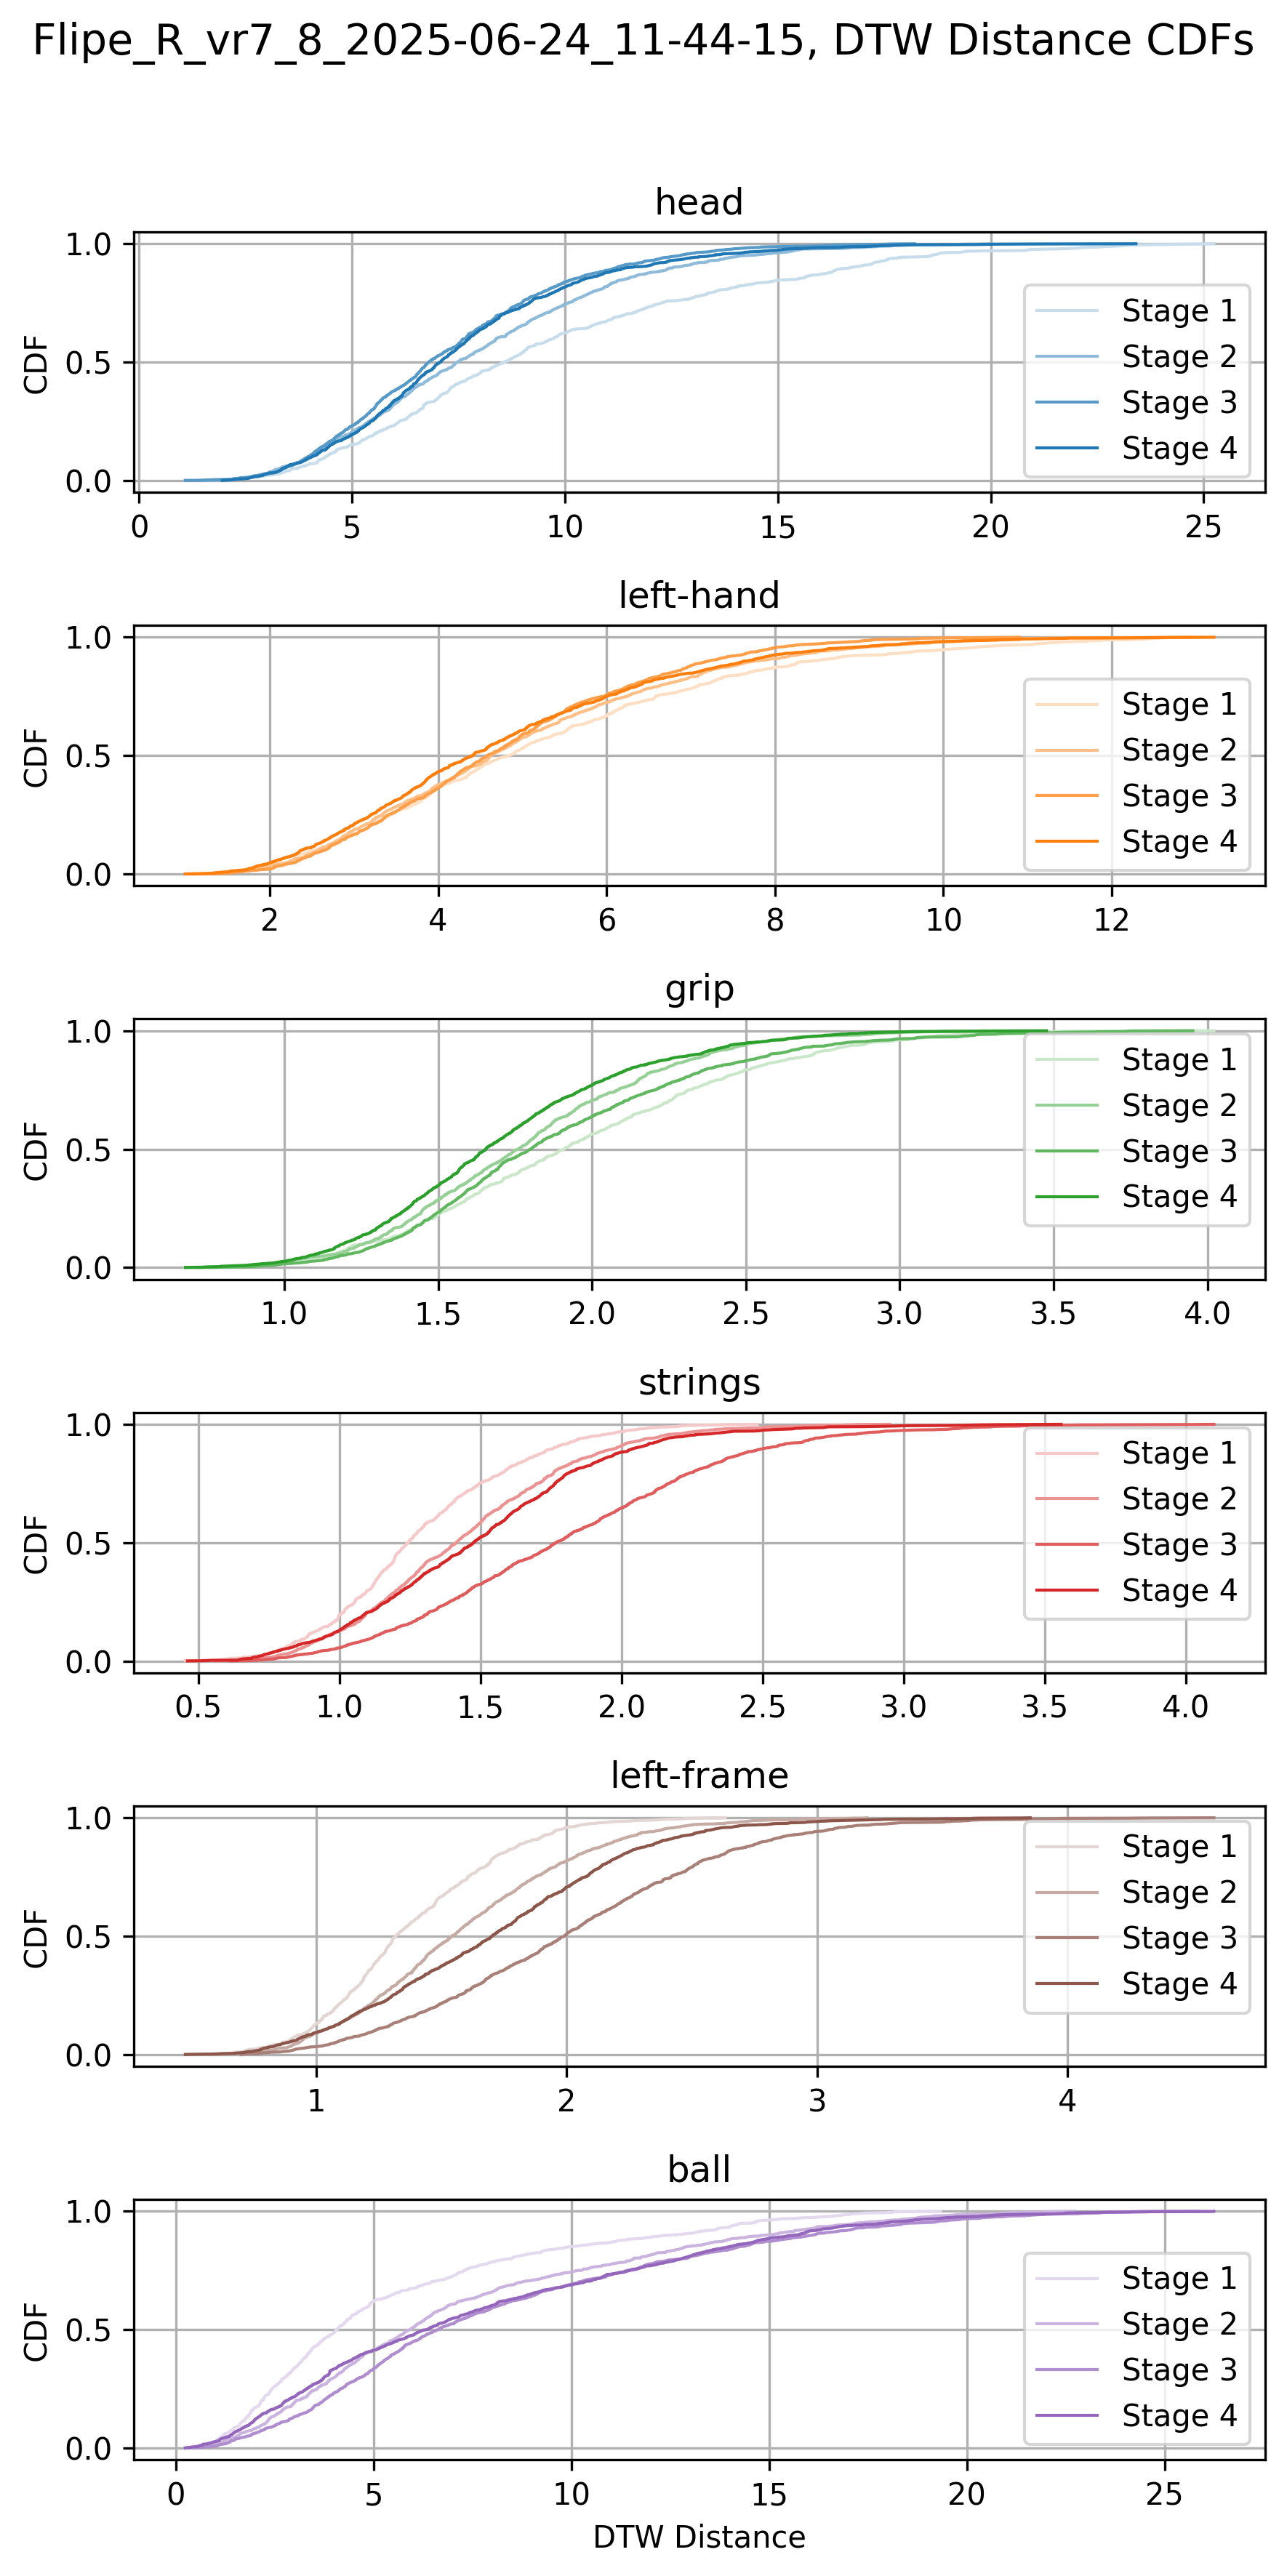 Flipe_R_vr7_8_2025-06-24_11-44-15, DTW Distance CDFs
head
CDF
1.0
0.5
0.0
Stage 1
Stage 2
Stage 3
Stage 4
0 5 10 15 20 25
left-hand
CDF
1.0
0.5
0.0
Stage 1
Stage 2
Stage 3
Stage 4
2 4 6 8 10 12
grip
CDF
1.0
0.5
0.0
Stage 1
Stage 2
Stage 3
Stage 4
1.0 1.5 2.0 2.5 3.0 3.5 4.0
strings
CDF
1.0
0.5
0.0
Stage 1
Stage 2
Stage 3
Stage 4
0.5 1.0 1.5 2.0 2.5 3.0 3.5 4.0
left-frame
CDF
1.0
0.5
0.0
Stage 1
Stage 2
Stage 3
Stage 4
1 2 3 4
ball
CDF
1.0
0.5
0.0
Stage 1
Stage 2
Stage 3
Stage 4
0 5 10 15 20 25
DTW Distance